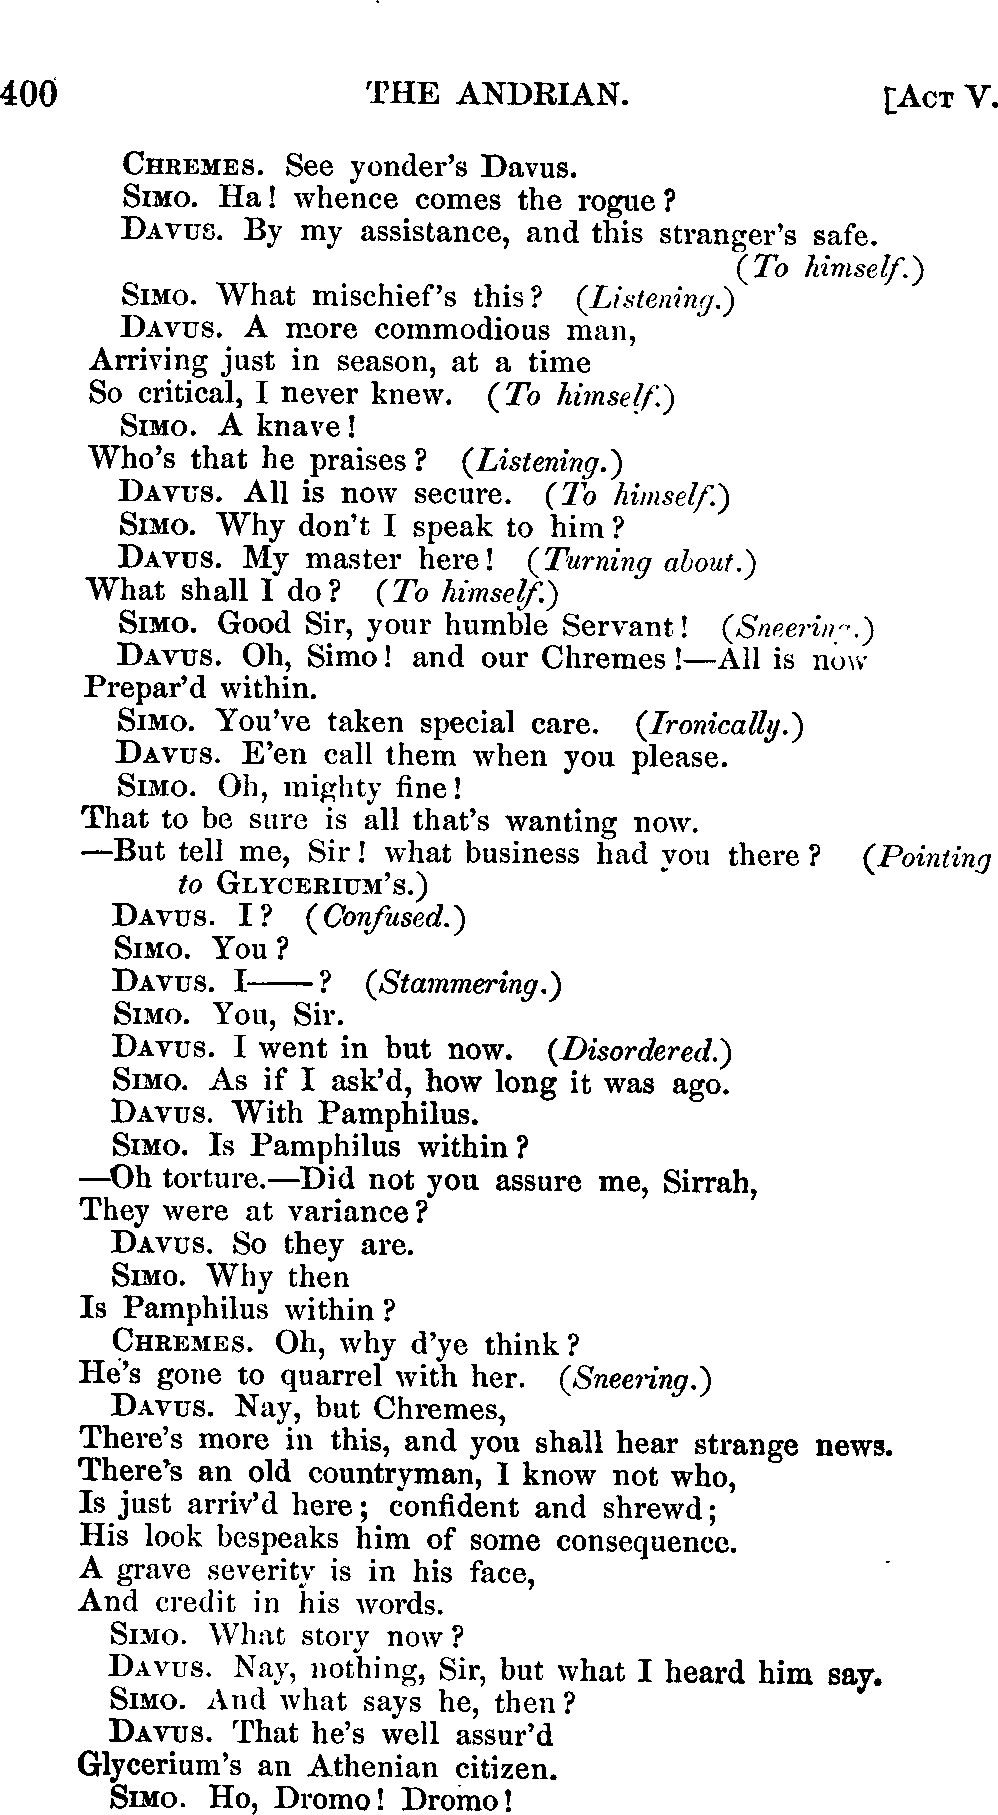 400 THE ANDRIAN. [ACT V.
CHREMES. See yonder's Davus.
SIMO. Ha! whence comes the rogue?
DAVUS. By my assistance, and this stranger's safe.
(To himself.)
SIMO. What mischief's this? (Listening.)
DAVUS. A more commodious man,
Arriving just in season, at a time
So critical, I never knew. (To himself.)
SIMO. A knave!
Who's that he praises? (Listening.)
DAVUS. All is now secure. (To himself.)
SIMO. Why don't I speak to him?
DAVUS. My master here! (Turning about.)
What shall I do? (To himself.)
SIMO. Good Sir, your humble Servant! (Sneering.)
DAVUS. Oh, Simo! and our Chremes!—All is now
Prepar'd within.
SIMO. You've taken special care. (Ironically.)
DAVUS. E'en call them when you please.
SIMO. Oh, mighty fine!
That to be sure is all that's wanting now.
—But tell me, Sir! what business had you there? (Pointing
to GLYCERIUM'S.)
DAVUS. I? (Confused.)
SIMO. You?
DAVUS. I——? (Stammering.)
SIMO. You, Sir.
DAVUS. I went in but now. (Disordered.)
SIMO. As if I ask'd, how long it was ago.
DAVUS. With Pamphilus.
SIMO. Is Pamphilus within?
—Oh torture.—Did not you assure me, Sirrah,
They were at variance?
DAVUS. So they are.
SIMO. Why then
Is Pamphilus within?
CHREMES. Oh, why d'ye think?
He's gone to quarrel with her. (Sneering.)
DAVUS. Nay, but Chremes,
There's more in this, and you shall hear strange news.
There's an old countryman, I know not who,
Is just arriv'd here; confident and shrewd;
His look bespeaks him of some consequence.
A grave severity is in his face,
And credit in his words.
SIMO. What story now?
DAVUS. Nay, nothing, Sir, but what I heard him say.
SIMO. And what says he, then?
DAVUS. That he's well assur'd
Glycerium's an Athenian citizen.
SIMO. Ho, Dromo! Dromo!